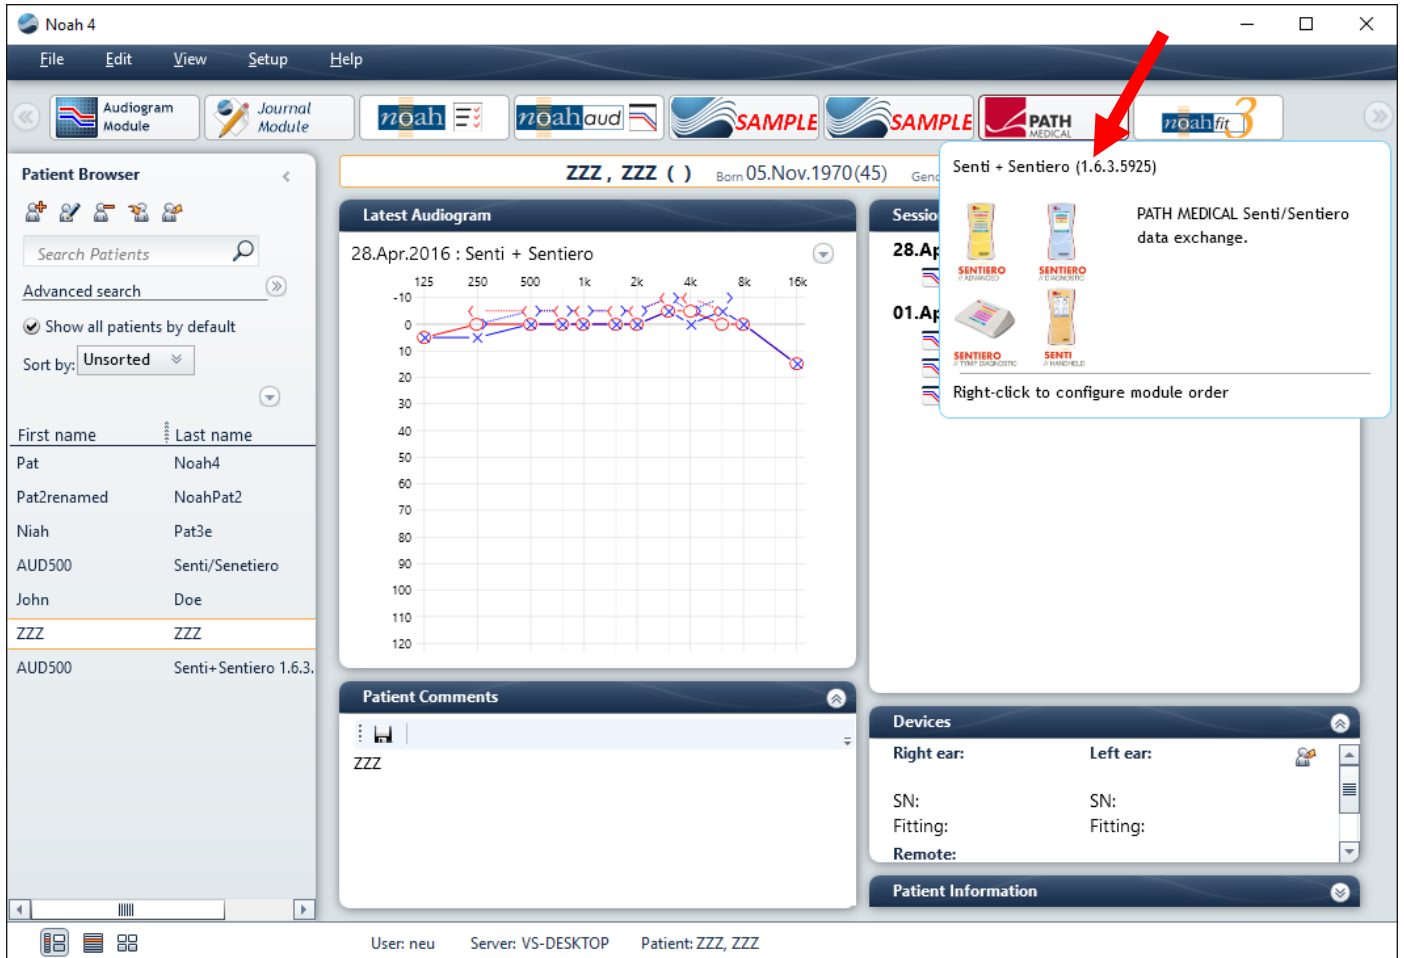 Noah 4
File Edit View Setup Help
Audiogram Module
Journal Module
noah
noah aud
SAMPLE
SAMPLE
PATH MEDICAL
noah fit 3
Patient Browser
ZZZ , ZZZ ( ) Born 05.Nov.1970(45) Gend
Senti + Sentiero (1.6.3.5925)
PATH MEDICAL Senti/Sentiero
data exchange.
SENTIERO
// ADVANCED
SENTIERO
// DIAGNOSTIC
SENTIERO
// TYMP DIAGNOSTIC
SENTI
// HANDHELD
Right-click to configure module order
Search Patients
Advanced search
Show all patients by default
Sort by: Unsorted
First name Last name
Pat Noah4
Pat2renamed NoahPat2
Niah Pat3e
AUD500 Senti/Senetiero
John Doe
ZZZ ZZZ
AUD500 Senti+Sentiero 1.6.3.
Latest Audiogram
28.Apr.2016 : Senti + Sentiero
125 250 500 1k 2k 4k 8k 16k
-10
0
10
20
30
40
50
60
70
80
90
100
110
120
Sessio
28.Ap
01.Ap
Patient Comments
ZZZ
Devices
Right ear: Left ear:
SN: SN:
Fitting: Fitting:
Remote:
Patient Information
User: neu Server: VS-DESKTOP Patient: ZZZ, ZZZ